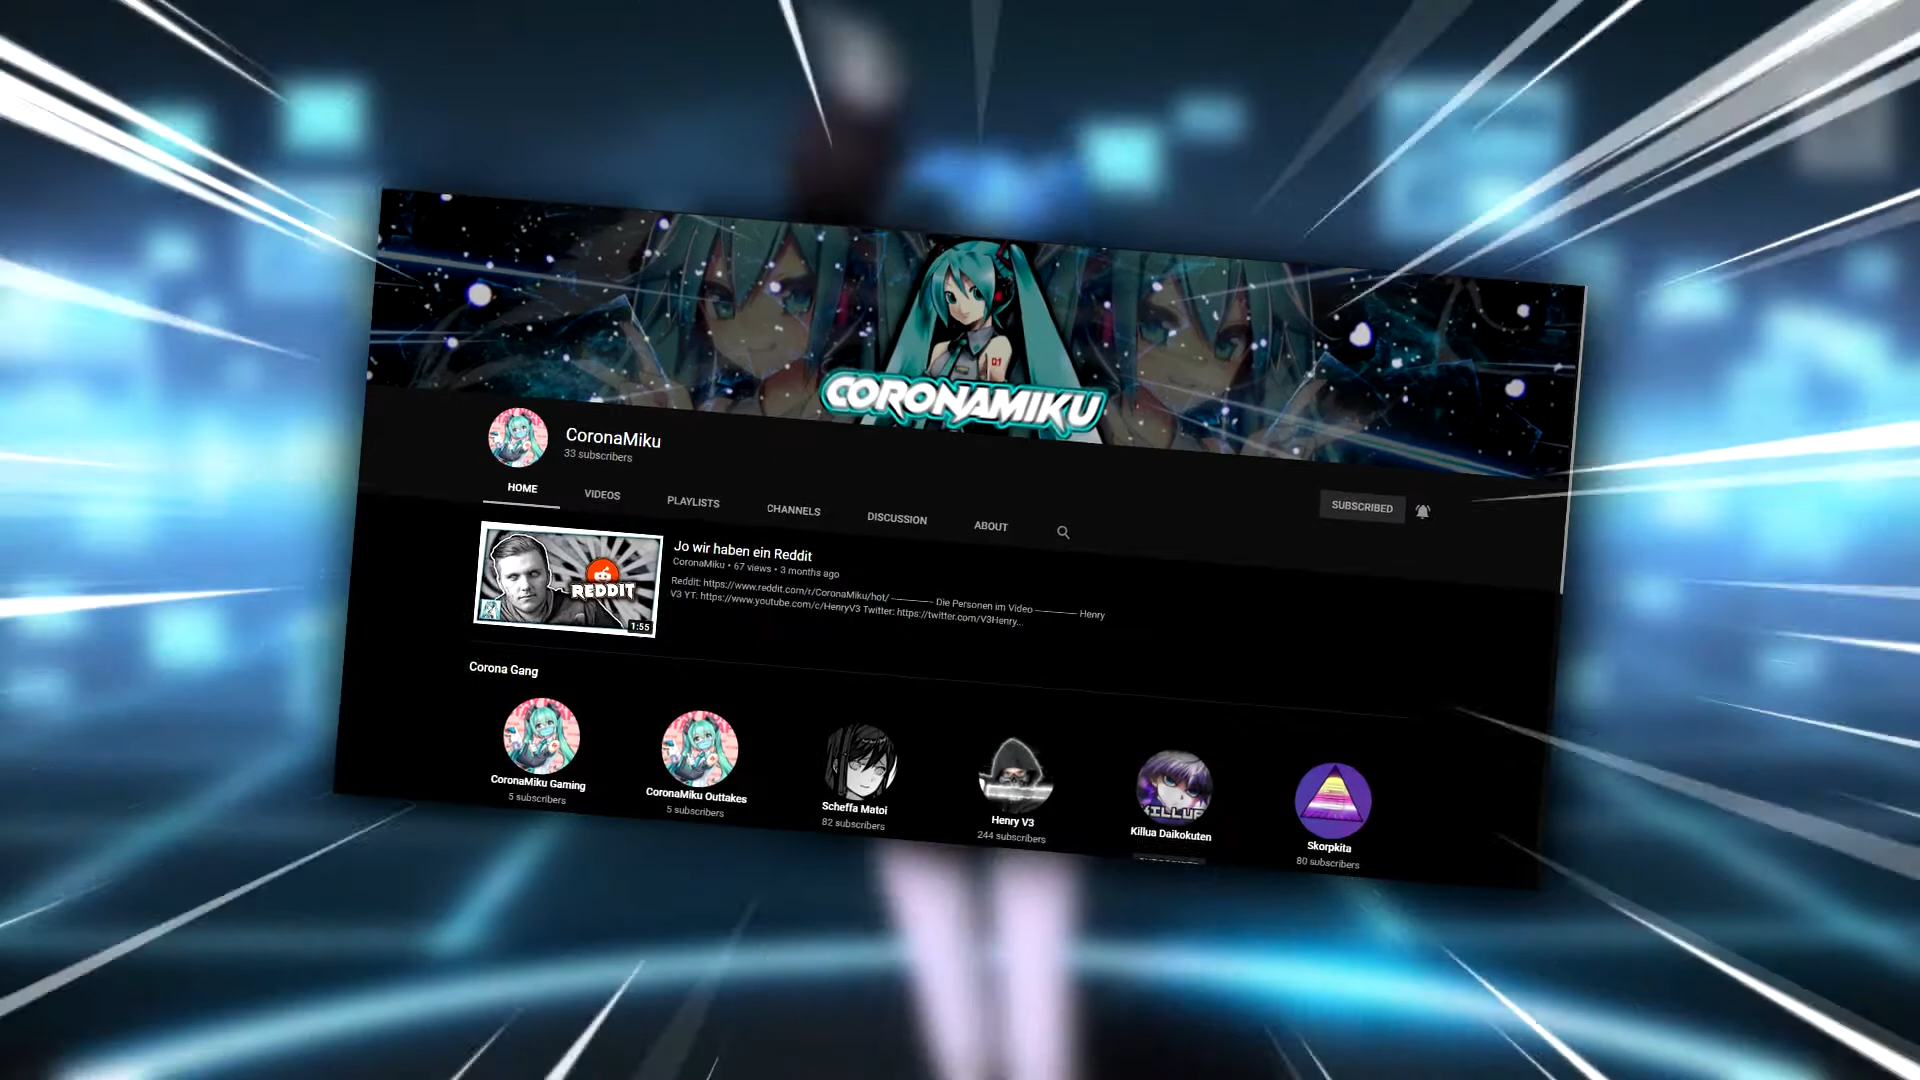 CORONAMIKU
CoronaMiku
33 subscribers
HOME VIDEOS PLAYLISTS CHANNELS DISCUSSION ABOUT
SUBSCRIBED
Jo wir haben ein Reddit
CoronaMiku • 67 views • 3 months ago
Reddit: https://www.reddit.com/r/CoronaMiku/hot/ ————— Die Personen im Video ————— Henry
V3 YT: https://www.youtube.com/c/HenryV3 Twitter: https://twitter.com/V3Henry...
REDDIT
1:55
Corona Gang
CoronaMiku Gaming
5 subscribers
CoronaMiku Outtakes
5 subscribers
Scheffa Matoi
82 subscribers
Henry V3
244 subscribers
KILLUA
Killua Daikokuten
Skorpkita
80 subscribers